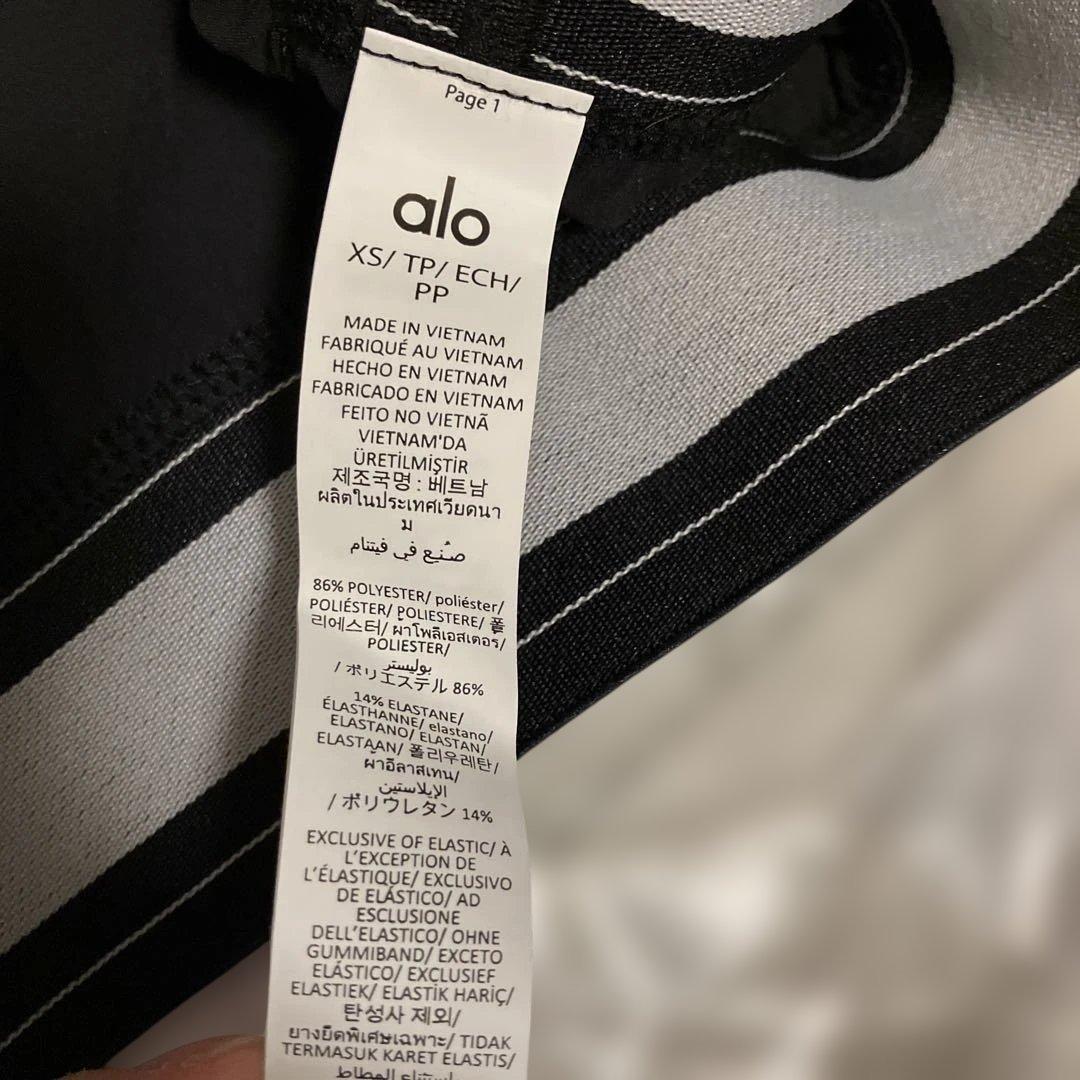 Page 1
alo
XS/ TP/ ECH/
PP
MADE IN VIETNAM
FABRIQUÉ AU VIETNAM
HECHO EN VIETNAM
FABRICADO EN VIETNAM
FEITO NO VIETNÃ
VIETNAM'DA
ÜRETİLMİŞTİR
제조국명 : 베트남
ผลิตในประเทศเวียดนา
ม
صُنِع في فيتنام
86% POLYESTER/ poliéster/
POLIÉSTER/ POLIESTERE/ 폴
리에스터/ ผ้าโพลิเอสเตอร์/
POLIESTER/
بوليستر
/ ポリエステル 86%
14% ELASTANE/
ÉLASTHANNE/ elastano/
ELASTANO/ ELASTAN/
ELASTAAN/ 폴리우레탄/
ผ้าอีลาสเทน/
الإيلاستين
/ ポリウレタン 14%
EXCLUSIVE OF ELASTIC/ À
L'EXCEPTION DE
L'ÉLASTIQUE/ EXCLUSIVO
DE ELÁSTICO/ AD
ESCLUSIONE
DELL'ELASTICO/ OHNE
GUMMIBAND/ EXCETO
ELÁSTICO/ EXCLUSIEF
ELASTIEK/ ELASTİK HARİÇ/
탄성사 제외/
ยางยืดพิเศษเฉพาะ/ TIDAK
TERMASUK KARET ELASTIS/
باستثناء المطاط